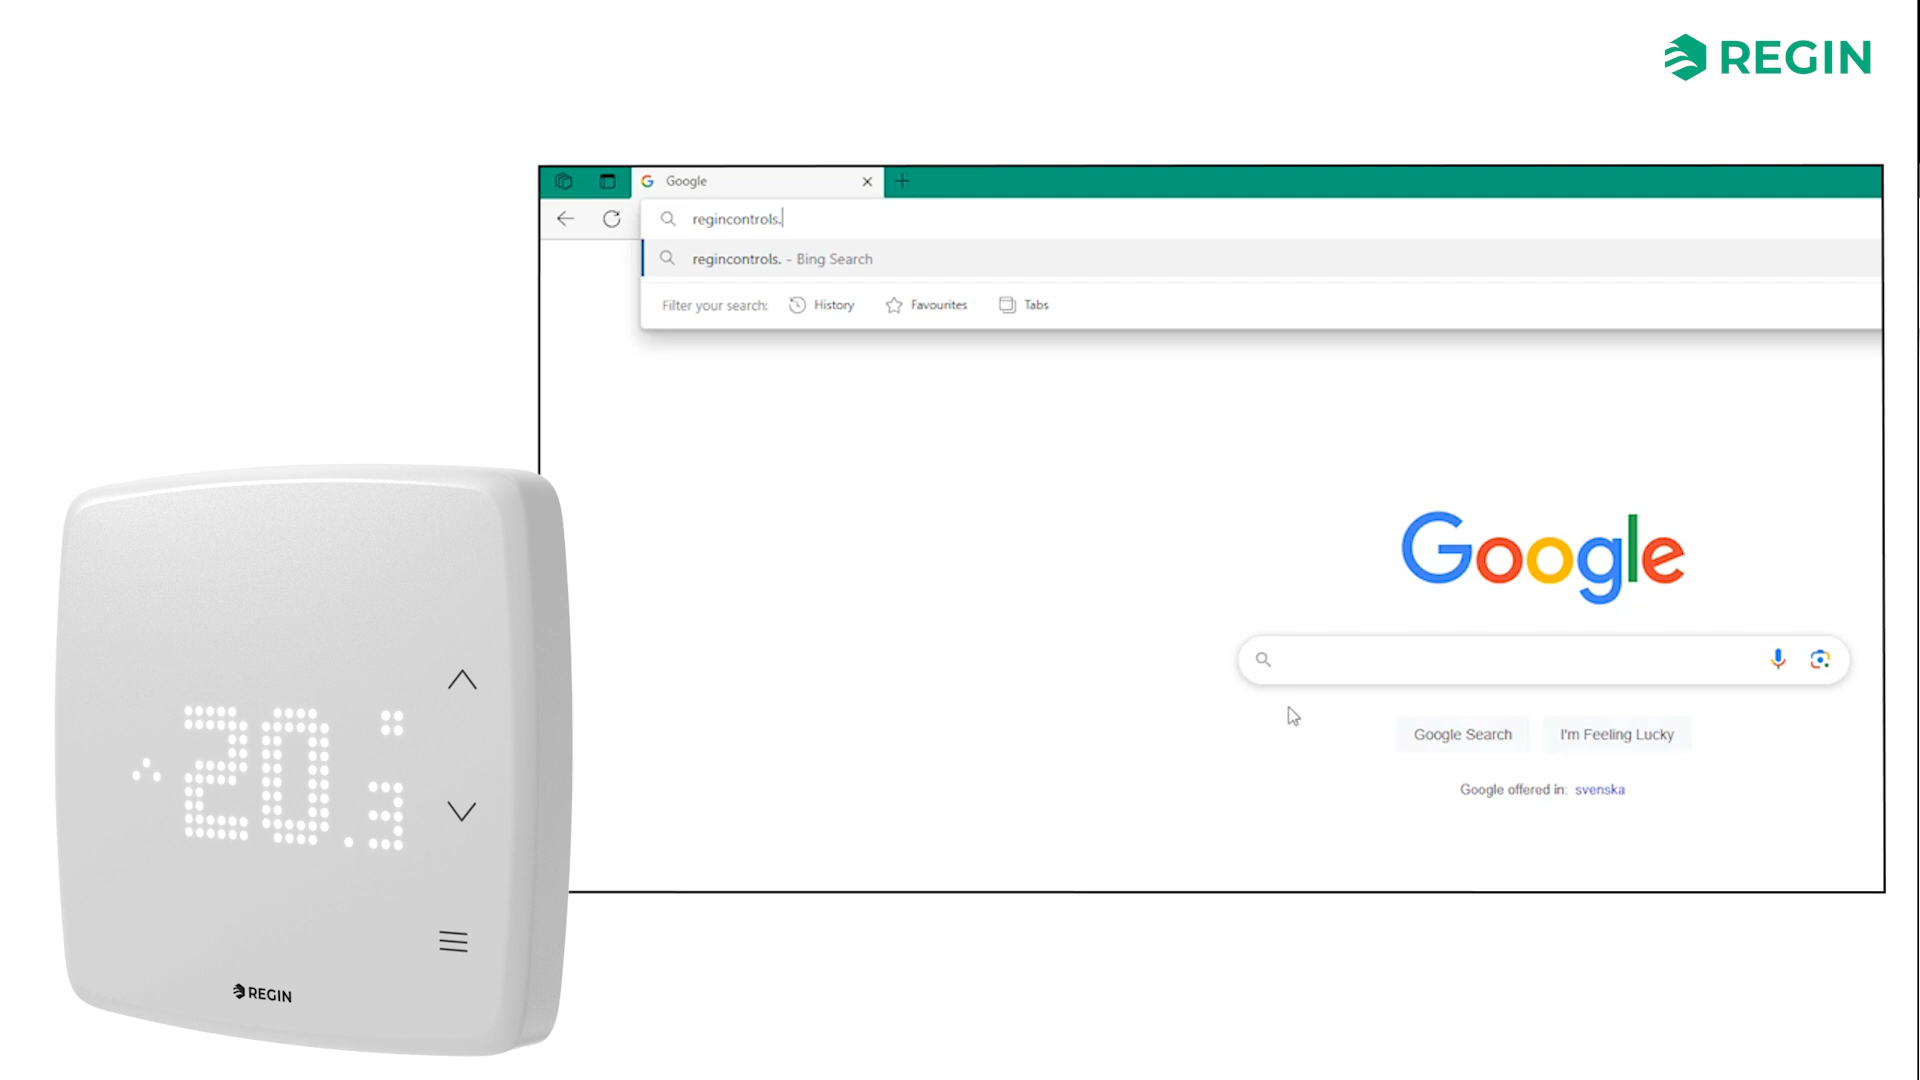 REGIN
Google
regincontrols.
regincontrols. - Bing Search
Filter your search: History Favourites Tabs
Google
Google Search I'm Feeling Lucky
Google offered in: svenska
20.3
REGIN